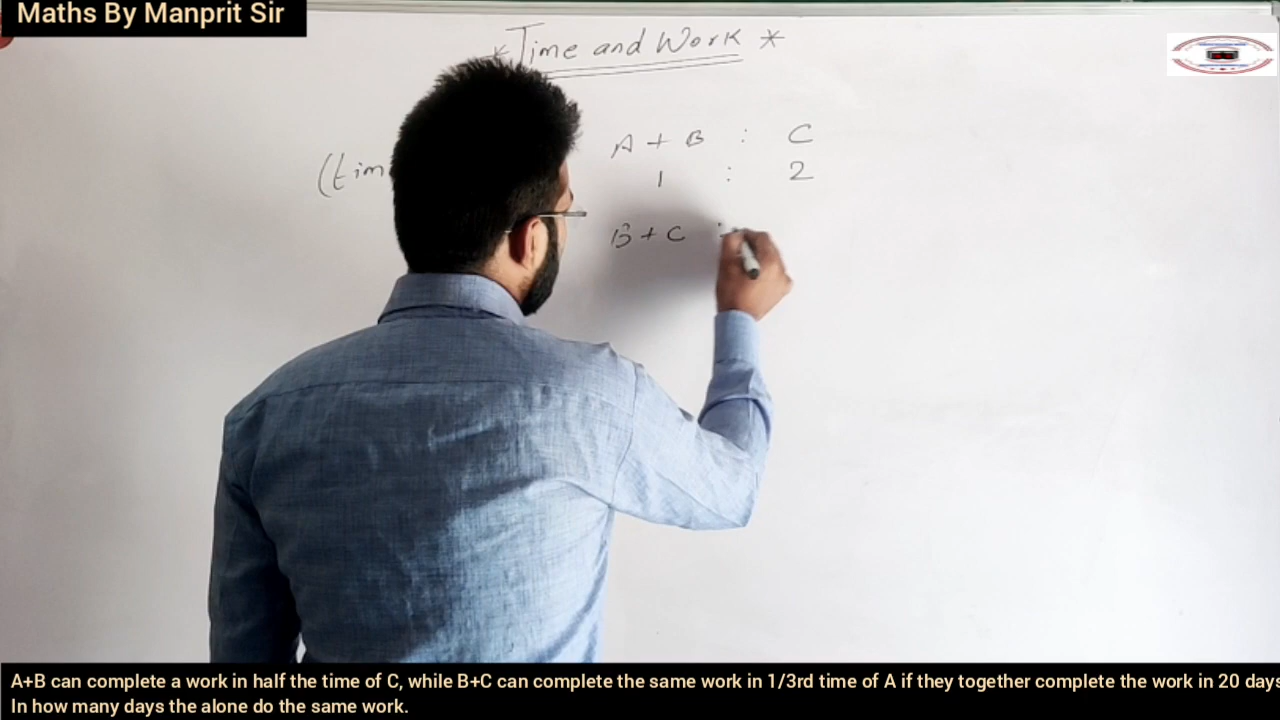 Maths By Manprit Sir
* Time and Work *
A + B : C
(tim
1 : 2
B + C :
A+B can complete a work in half the time of C, while B+C can complete the same work in 1/3rd time of A if they together complete the work in 20 days
In how many days the alone do the same work.